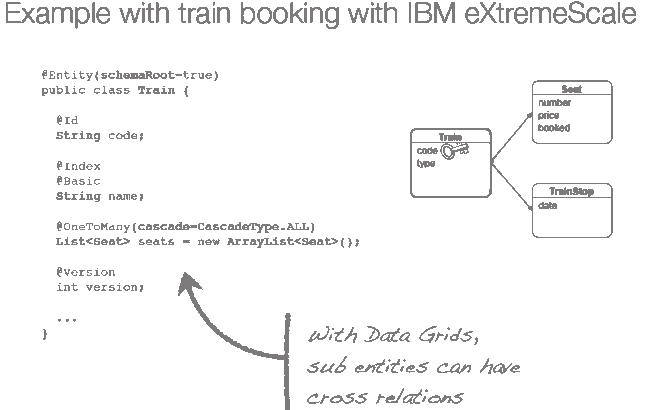 Example with train booking with IBM eXtremeScale
@Entity(schemaRoot=true)
public class Train {
@Id
String code;
@Index
@Basic
String name;
@OneToMany(cascade=CascadeType.ALL)
List<Seat> seats = new ArrayList<Seat>();
@Version
int version;
...
}
Train
code
type
Seat
number
price
booked
TrainStop
date
With Data Grids,
sub entities can have
cross relations